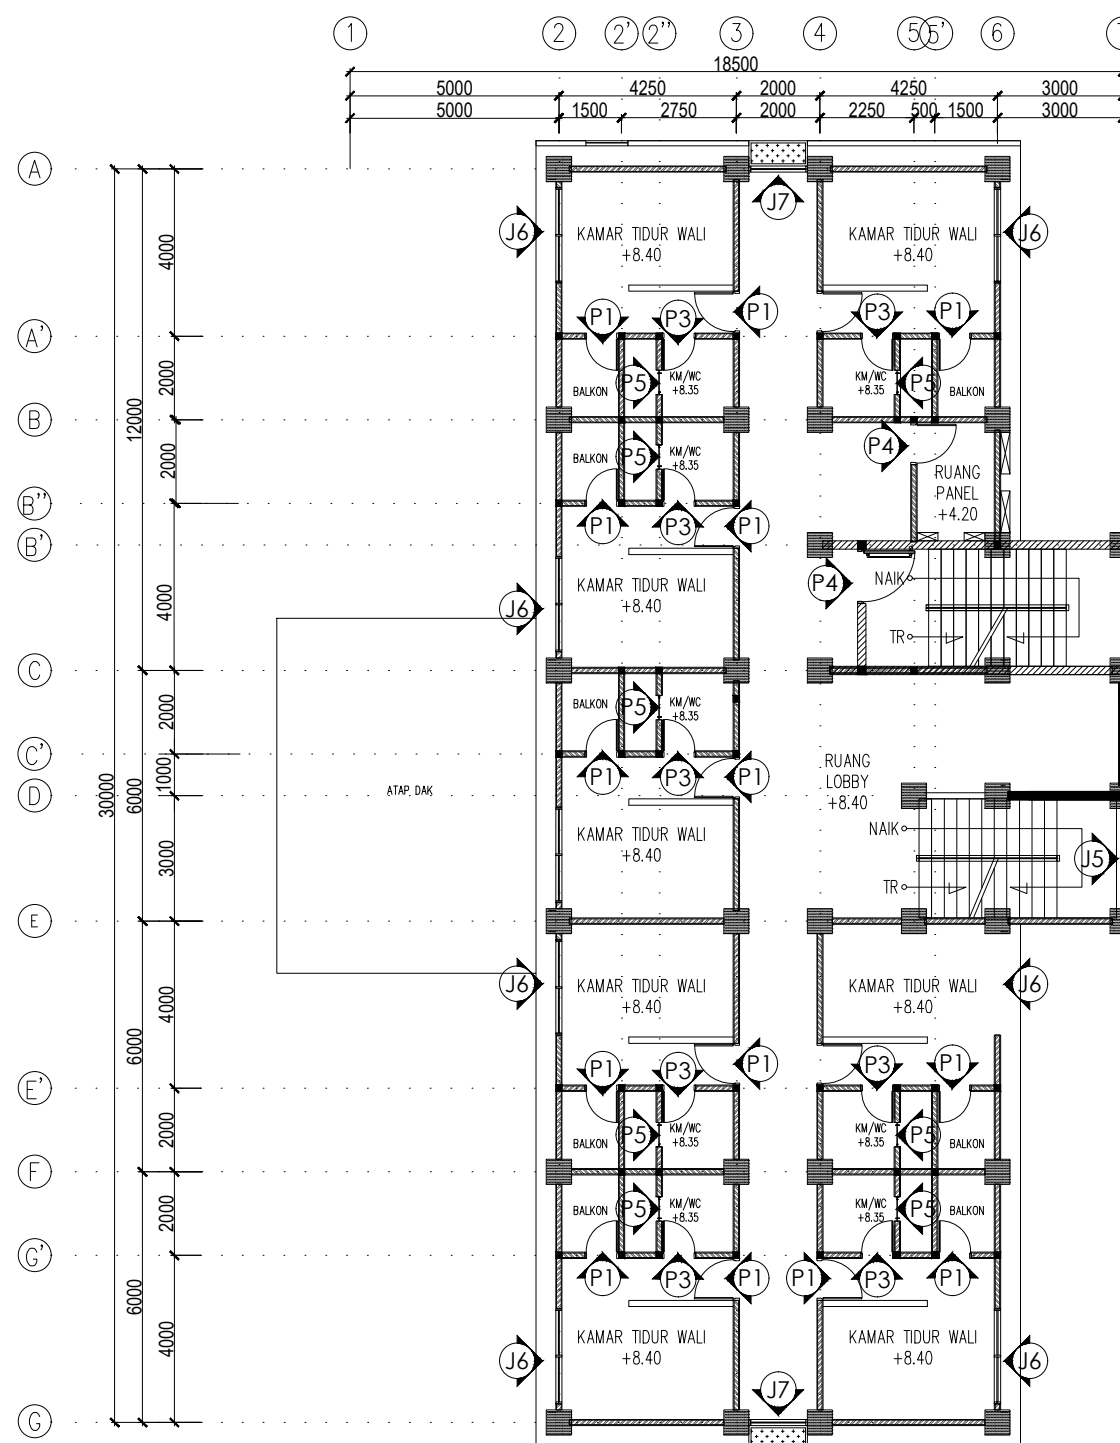 1 2 2' 2'' 3 4 5 5' 6
18500
5000 4250 2000 4250 3000
5000 1500 2750 2000 2250 500 1500 3000
A
J7
J6 KAMAR TIDUR WALI KAMAR TIDUR WALI J6
+8.40 +8.40
4000
P1 P3 P1 P3 P1
A'
2000
P5 KM/WC KM/WC P5
BALKON +8.35 +8.35 BALKON
B
12000
P4
2000
BALKON P5 KM/WC
+8.35
RUANG
PANEL
+4.20
B''
P1 P3 P1
B'
4000
J6 KAMAR TIDUR WALI
+8.40
P4 NAIK
TR
C
2000
BALKON P5 KM/WC
+8.35
C'
P1 P3 P1
1000
30000
6000
D
ATAP DAK
RUANG
LOBBY
+8.40
3000
KAMAR TIDUR WALI
+8.40
NAIK
J5
TR
E
J6 KAMAR TIDUR WALI KAMAR TIDUR WALI J6
+8.40 +8.40
4000
6000
P1 P3 P1 P3 P1
E'
2000
P5 KM/WC KM/WC P5
BALKON +8.35 +8.35 BALKON
F
2000
BALKON P5 KM/WC KM/WC P5 BALKON
+8.35 +8.35
G'
P1 P3 P1 P1 P3 P1
6000
4000
KAMAR TIDUR WALI KAMAR TIDUR WALI
+8.40 +8.40
J6 J6
J7
G